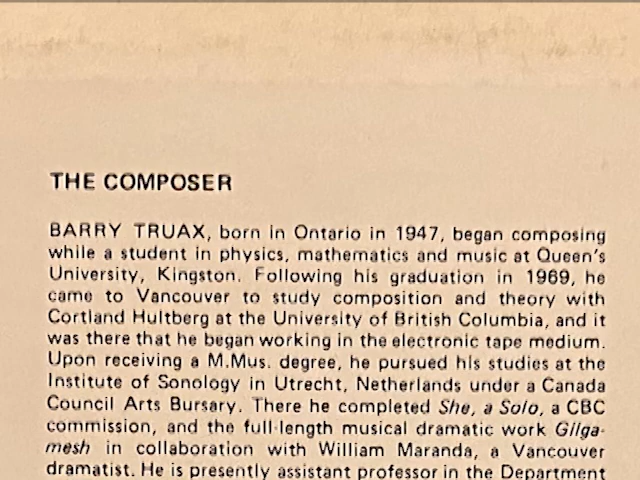 THE COMPOSER
BARRY TRUAX, born in Ontario in 1947, began composing
while a student in physics, mathematics and music at Queen's
University, Kingston. Following his graduation in 1969, he
came to Vancouver to study composition and theory with
Cortland Hultberg at the University of British Columbia, and it
was there that he began working in the electronic tape medium.
Upon receiving a M.Mus. degree, he pursued his studies at the
Institute of Sonology in Utrecht, Netherlands under a Canada
Council Arts Bursary. There he completed She, a Solo, a CBC
commission, and the full-length musical dramatic work Gilga-
mesh in collaboration with William Maranda, a Vancouver
dramatist. He is presently assistant professor in the Department